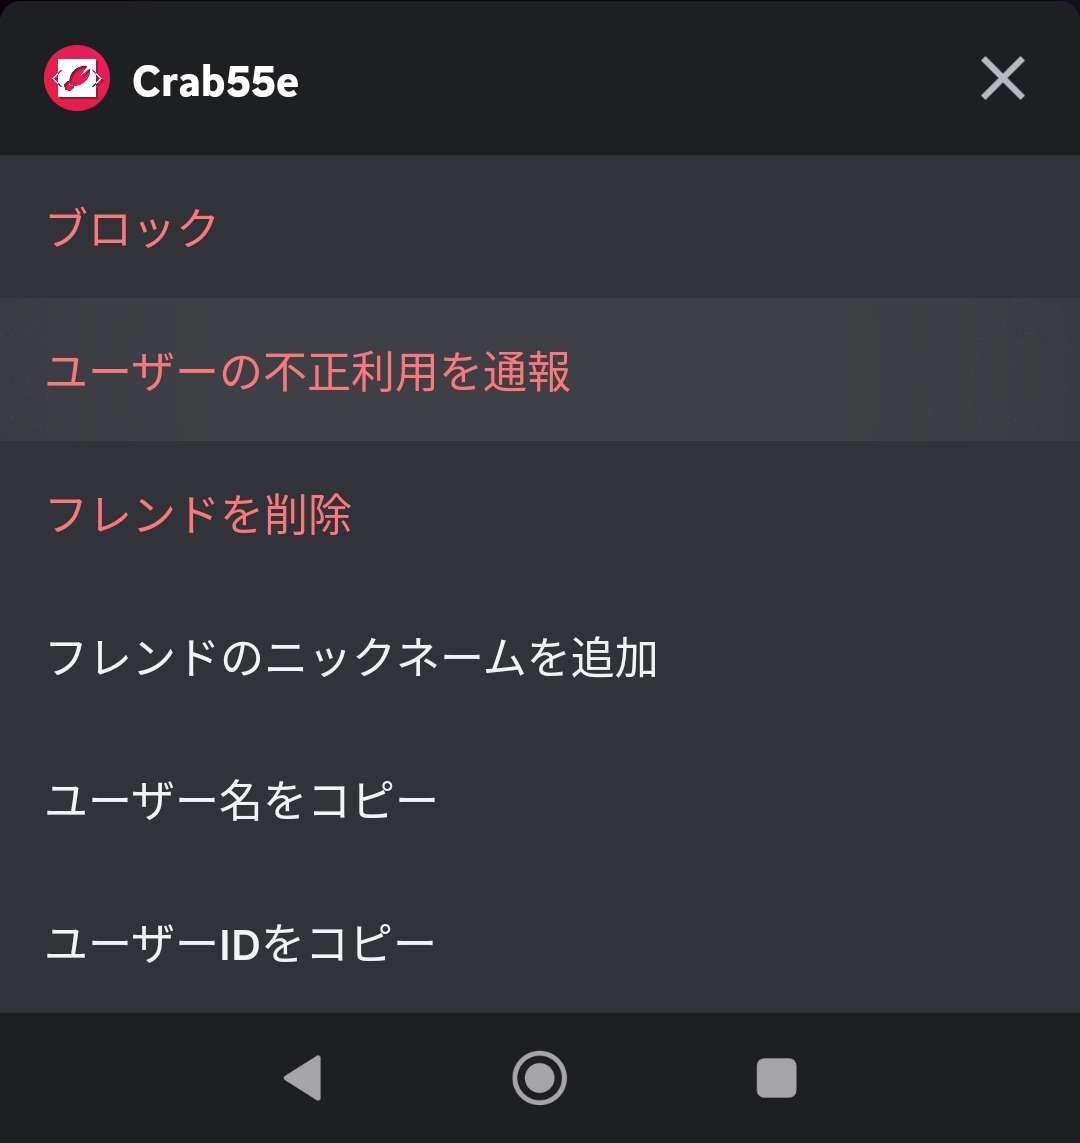 Crab55e
ブロック
ユーザーの不正利用を通報
フレンドを削除
フレンドのニックネームを追加
ユーザー名をコピー
ユーザーIDをコピー